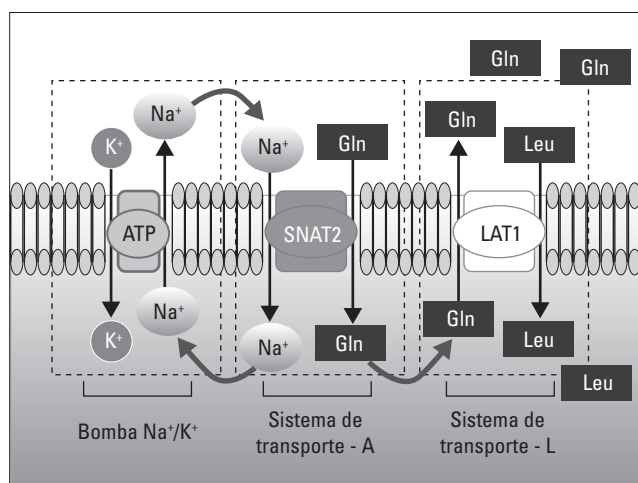 Gln
Gln
Na⁺
Gln
K⁺
Na⁺
Gln
Leu
ATP
SNAT2
LAT1
Na⁺
Gln
K⁺
Na⁺
Gln
Leu
Leu
Bomba Na⁺/K⁺
Sistema de
transporte - A
Sistema de
transporte - L